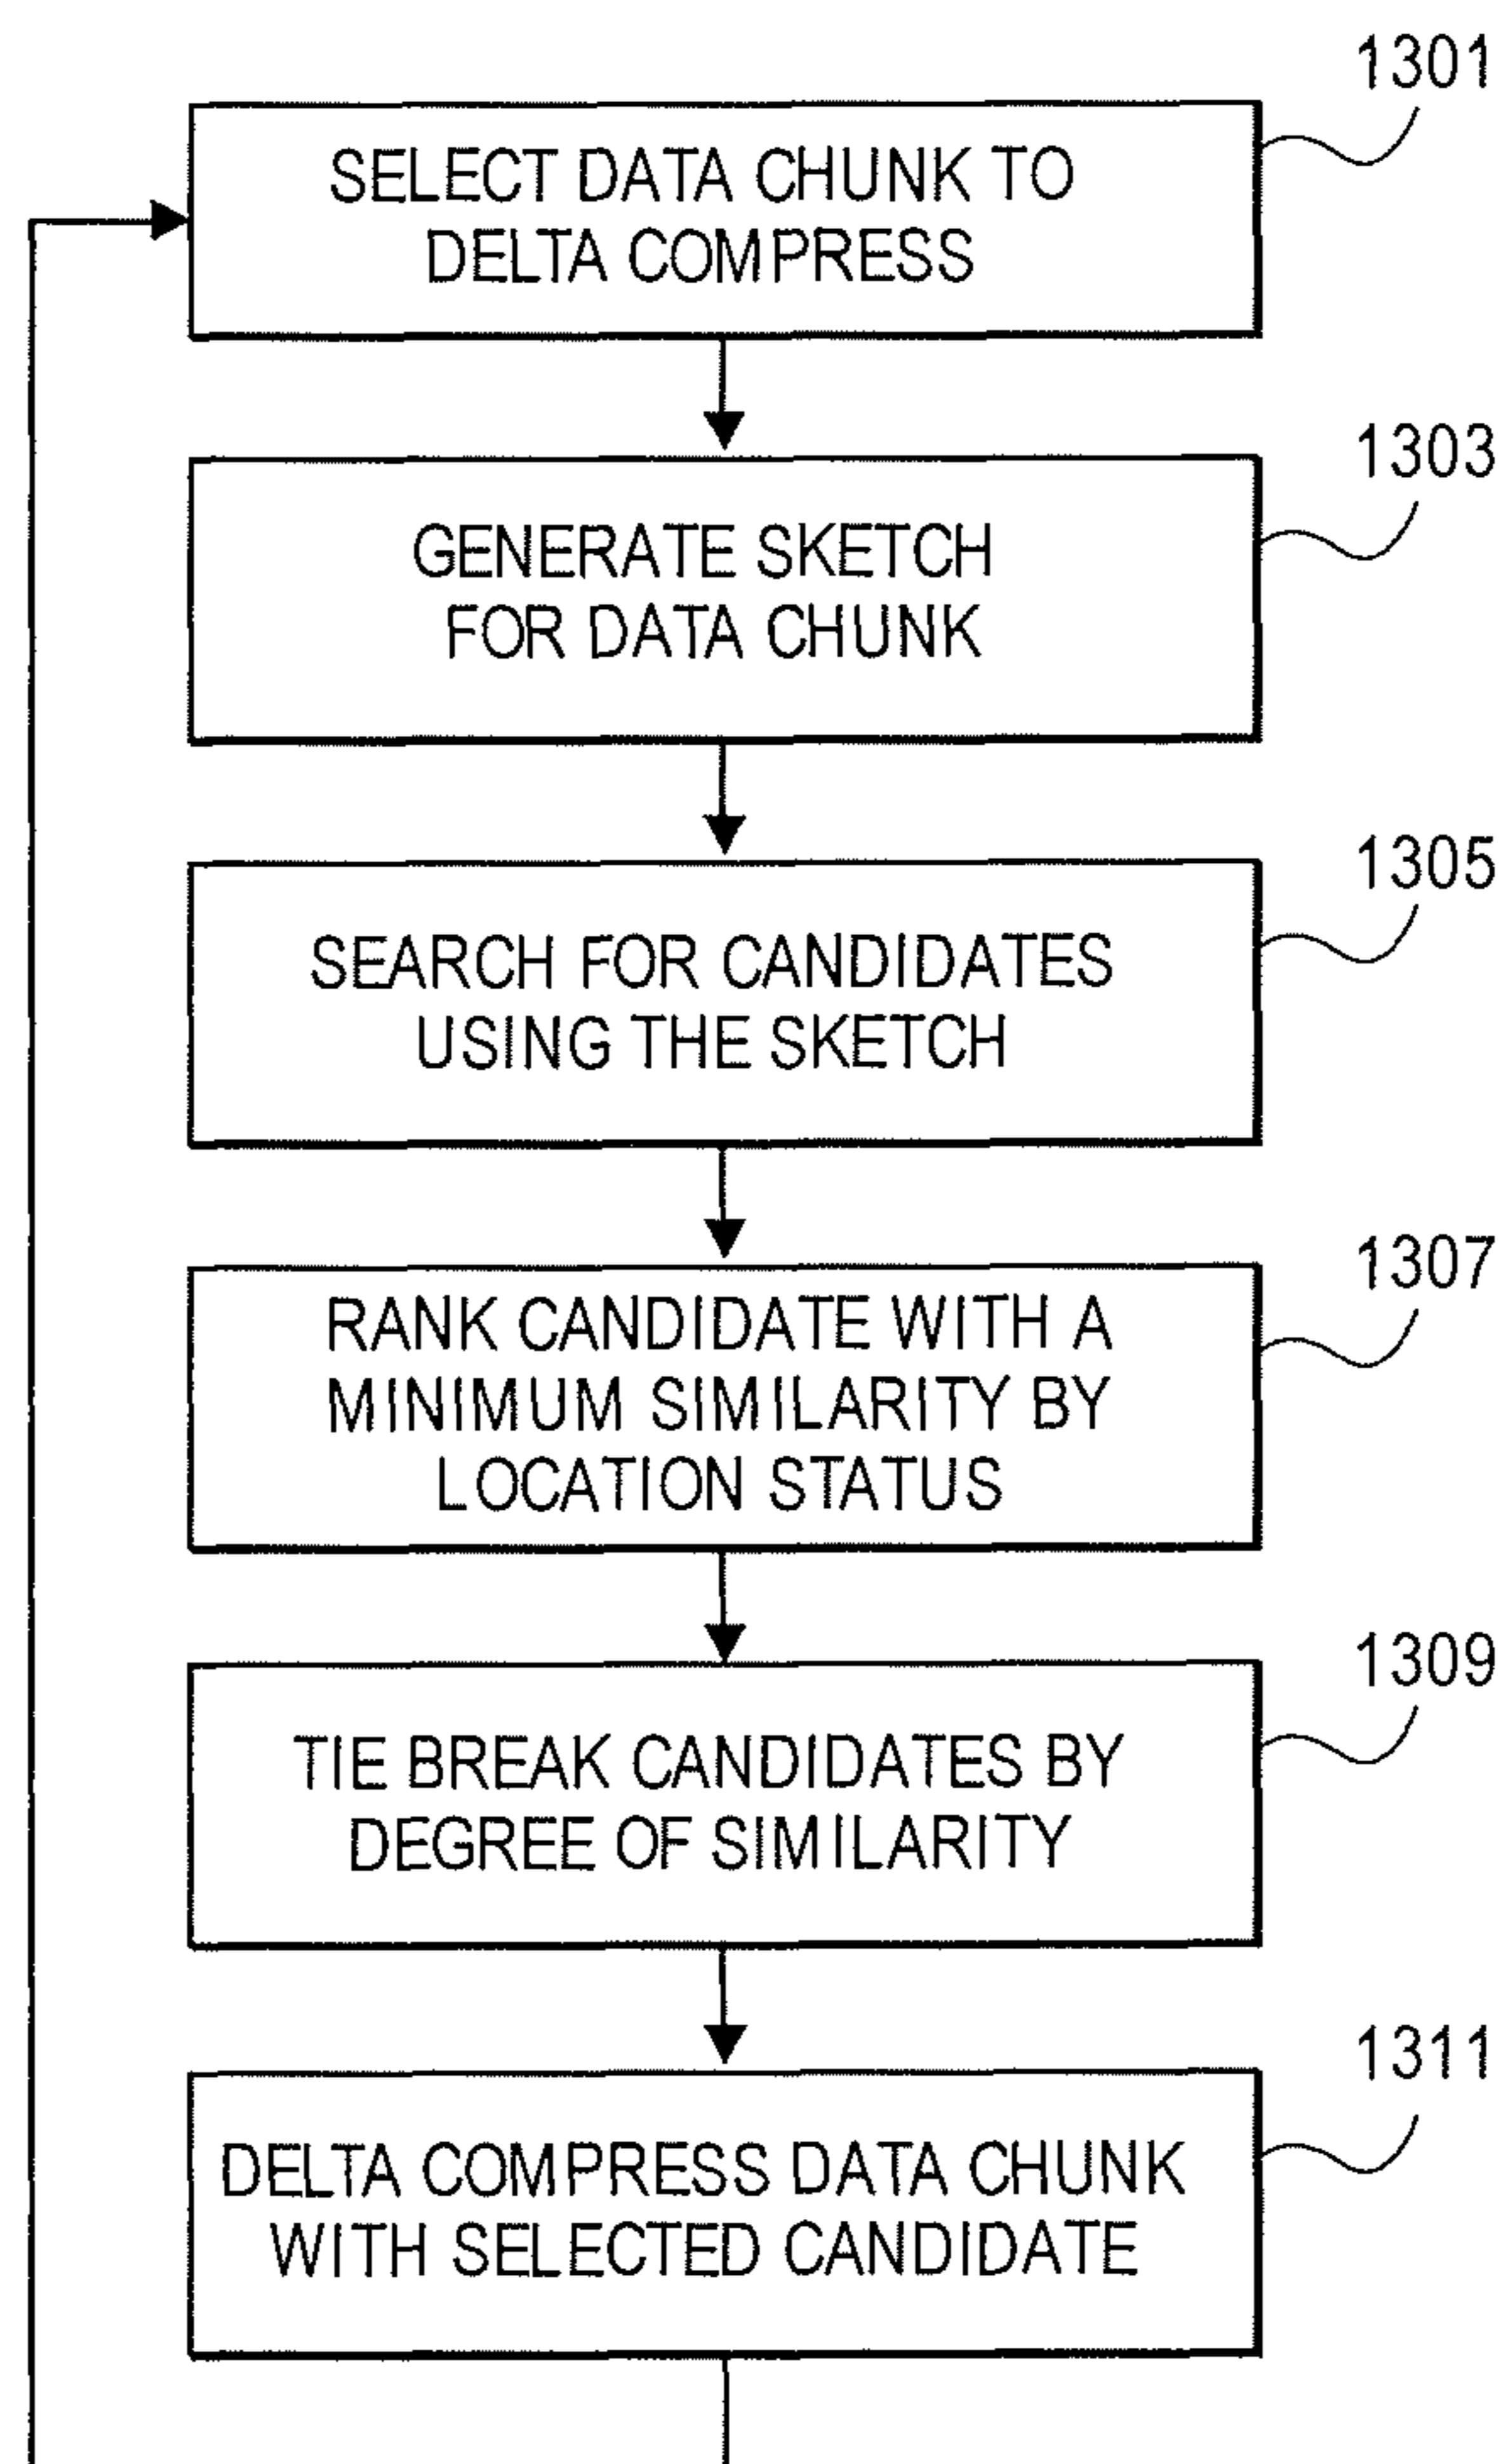 1301
SELECT DATA CHUNK TO
DELTA COMPRESS
1303
GENERATE SKETCH
FOR DATA CHUNK
1305
SEARCH FOR CANDIDATES
USING THE SKETCH
1307
RANK CANDIDATE WITH A
MINIMUM SIMILARITY BY
LOCATION STATUS
1309
TIE BREAK CANDIDATES BY
DEGREE OF SIMILARITY
1311
DELTA COMPRESS DATA CHUNK
WITH SELECTED CANDIDATE